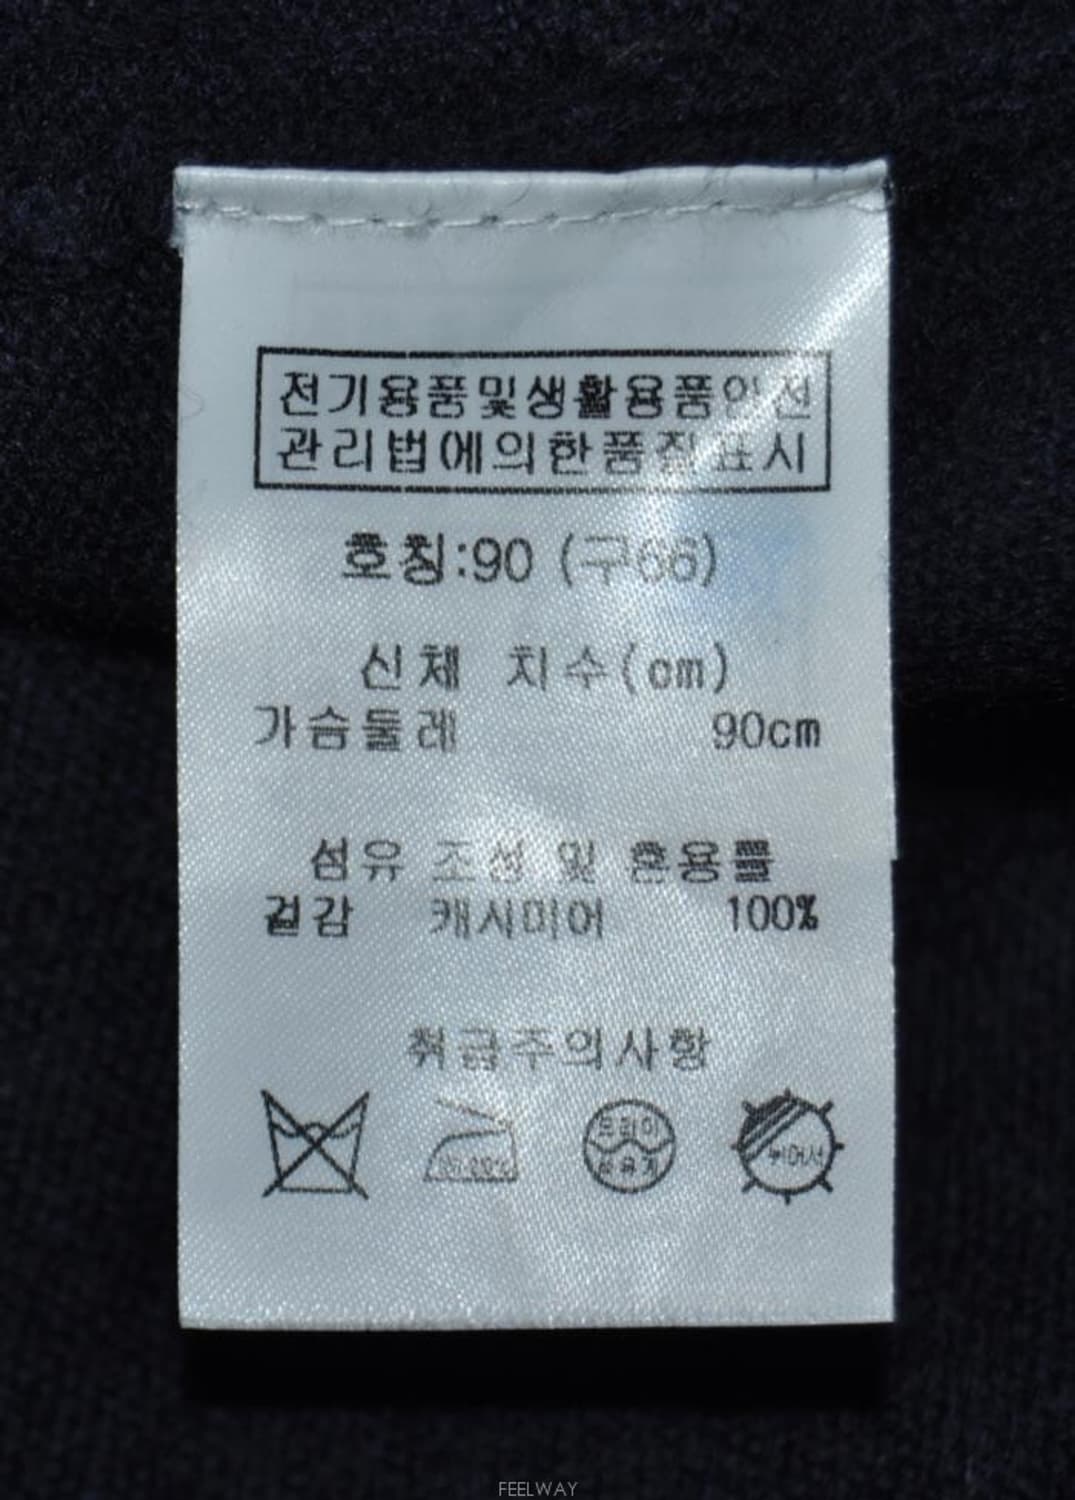 전기용품및생활용품안전
관리법에의한품질표시
호칭:90 (구66)
신체 치수(cm)
가슴둘레 90cm
섬유 조성 및 혼용률
겉감 캐시미어 100%
취급주의사항
드라이
뉘어서
FEELWAY